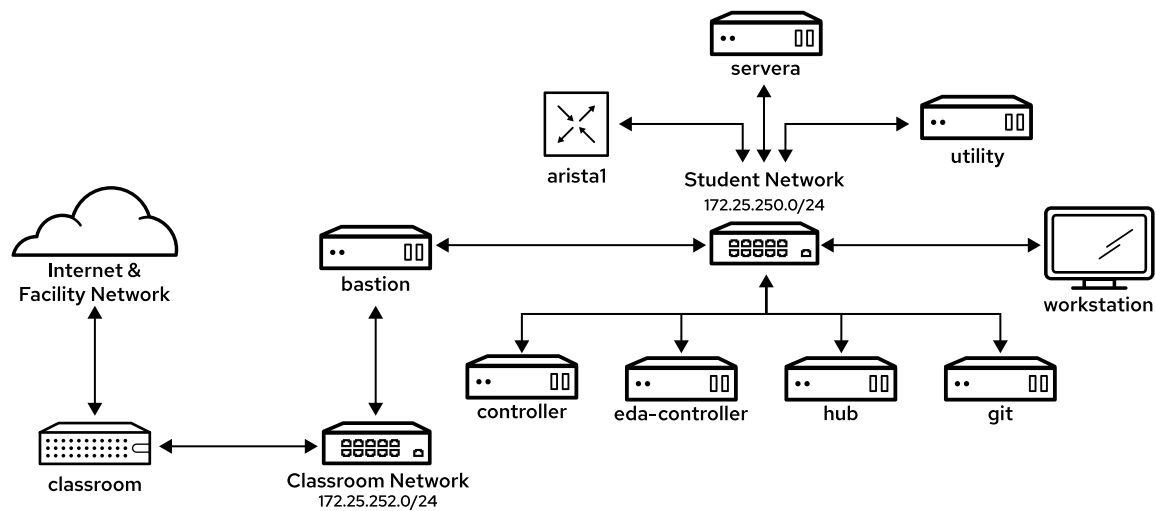 servera
arista1
utility
Student Network
172.25.250.0/24
Internet &
Facility Network
bastion
workstation
controller
eda-controller
hub
git
classroom
Classroom Network
172.25.252.0/24